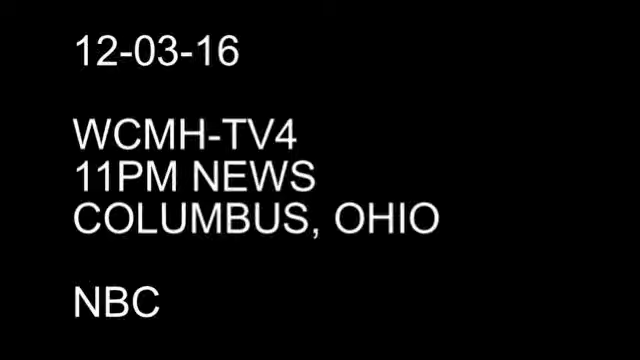 12-03-16
WCMH-TV4
11PM NEWS
COLUMBUS, OHIO
NBC